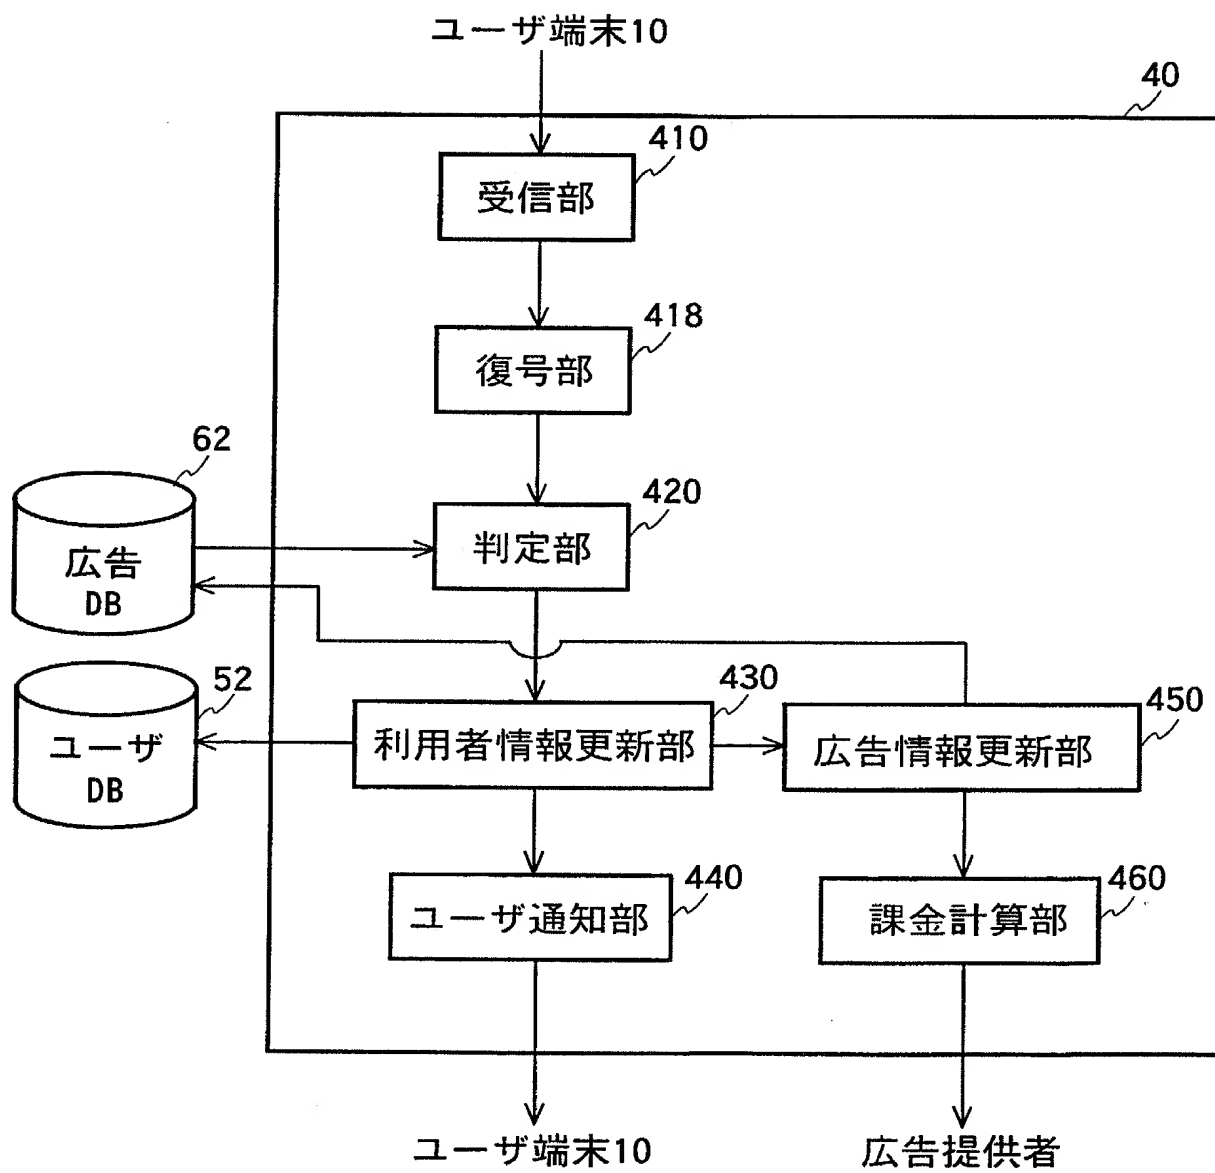 ユーザ端末10
40
410
受信部
418
復号部
62
420
広告
DB
判定部
52
ユーザ
DB
430
利用者情報更新部
450
広告情報更新部
440
ユーザ通知部
460
課金計算部
ユーザ端末10
広告提供者